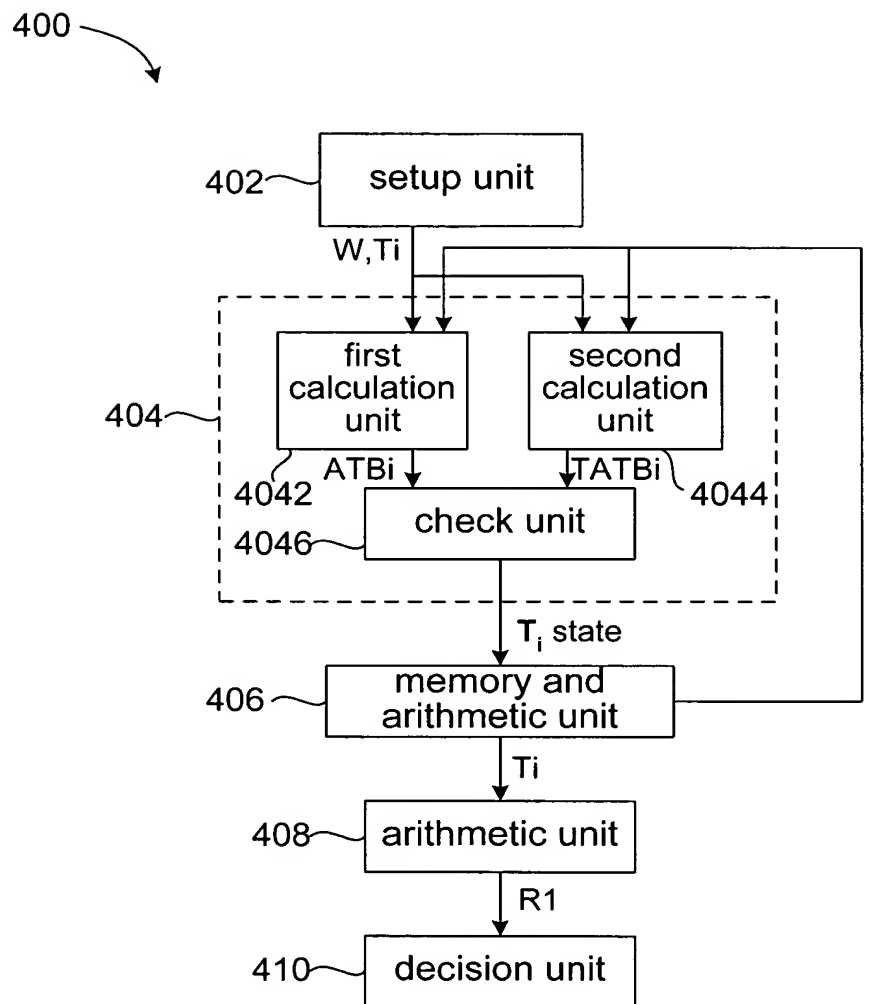 400
402
setup unit
W,Ti
first
calculation
unit
second
calculation
unit
404
ATBi
TATBi
4042
4044
check unit
4046
Ti state
memory and
arithmetic unit
406
Ti
408
arithmetic unit
R1
410
decision unit